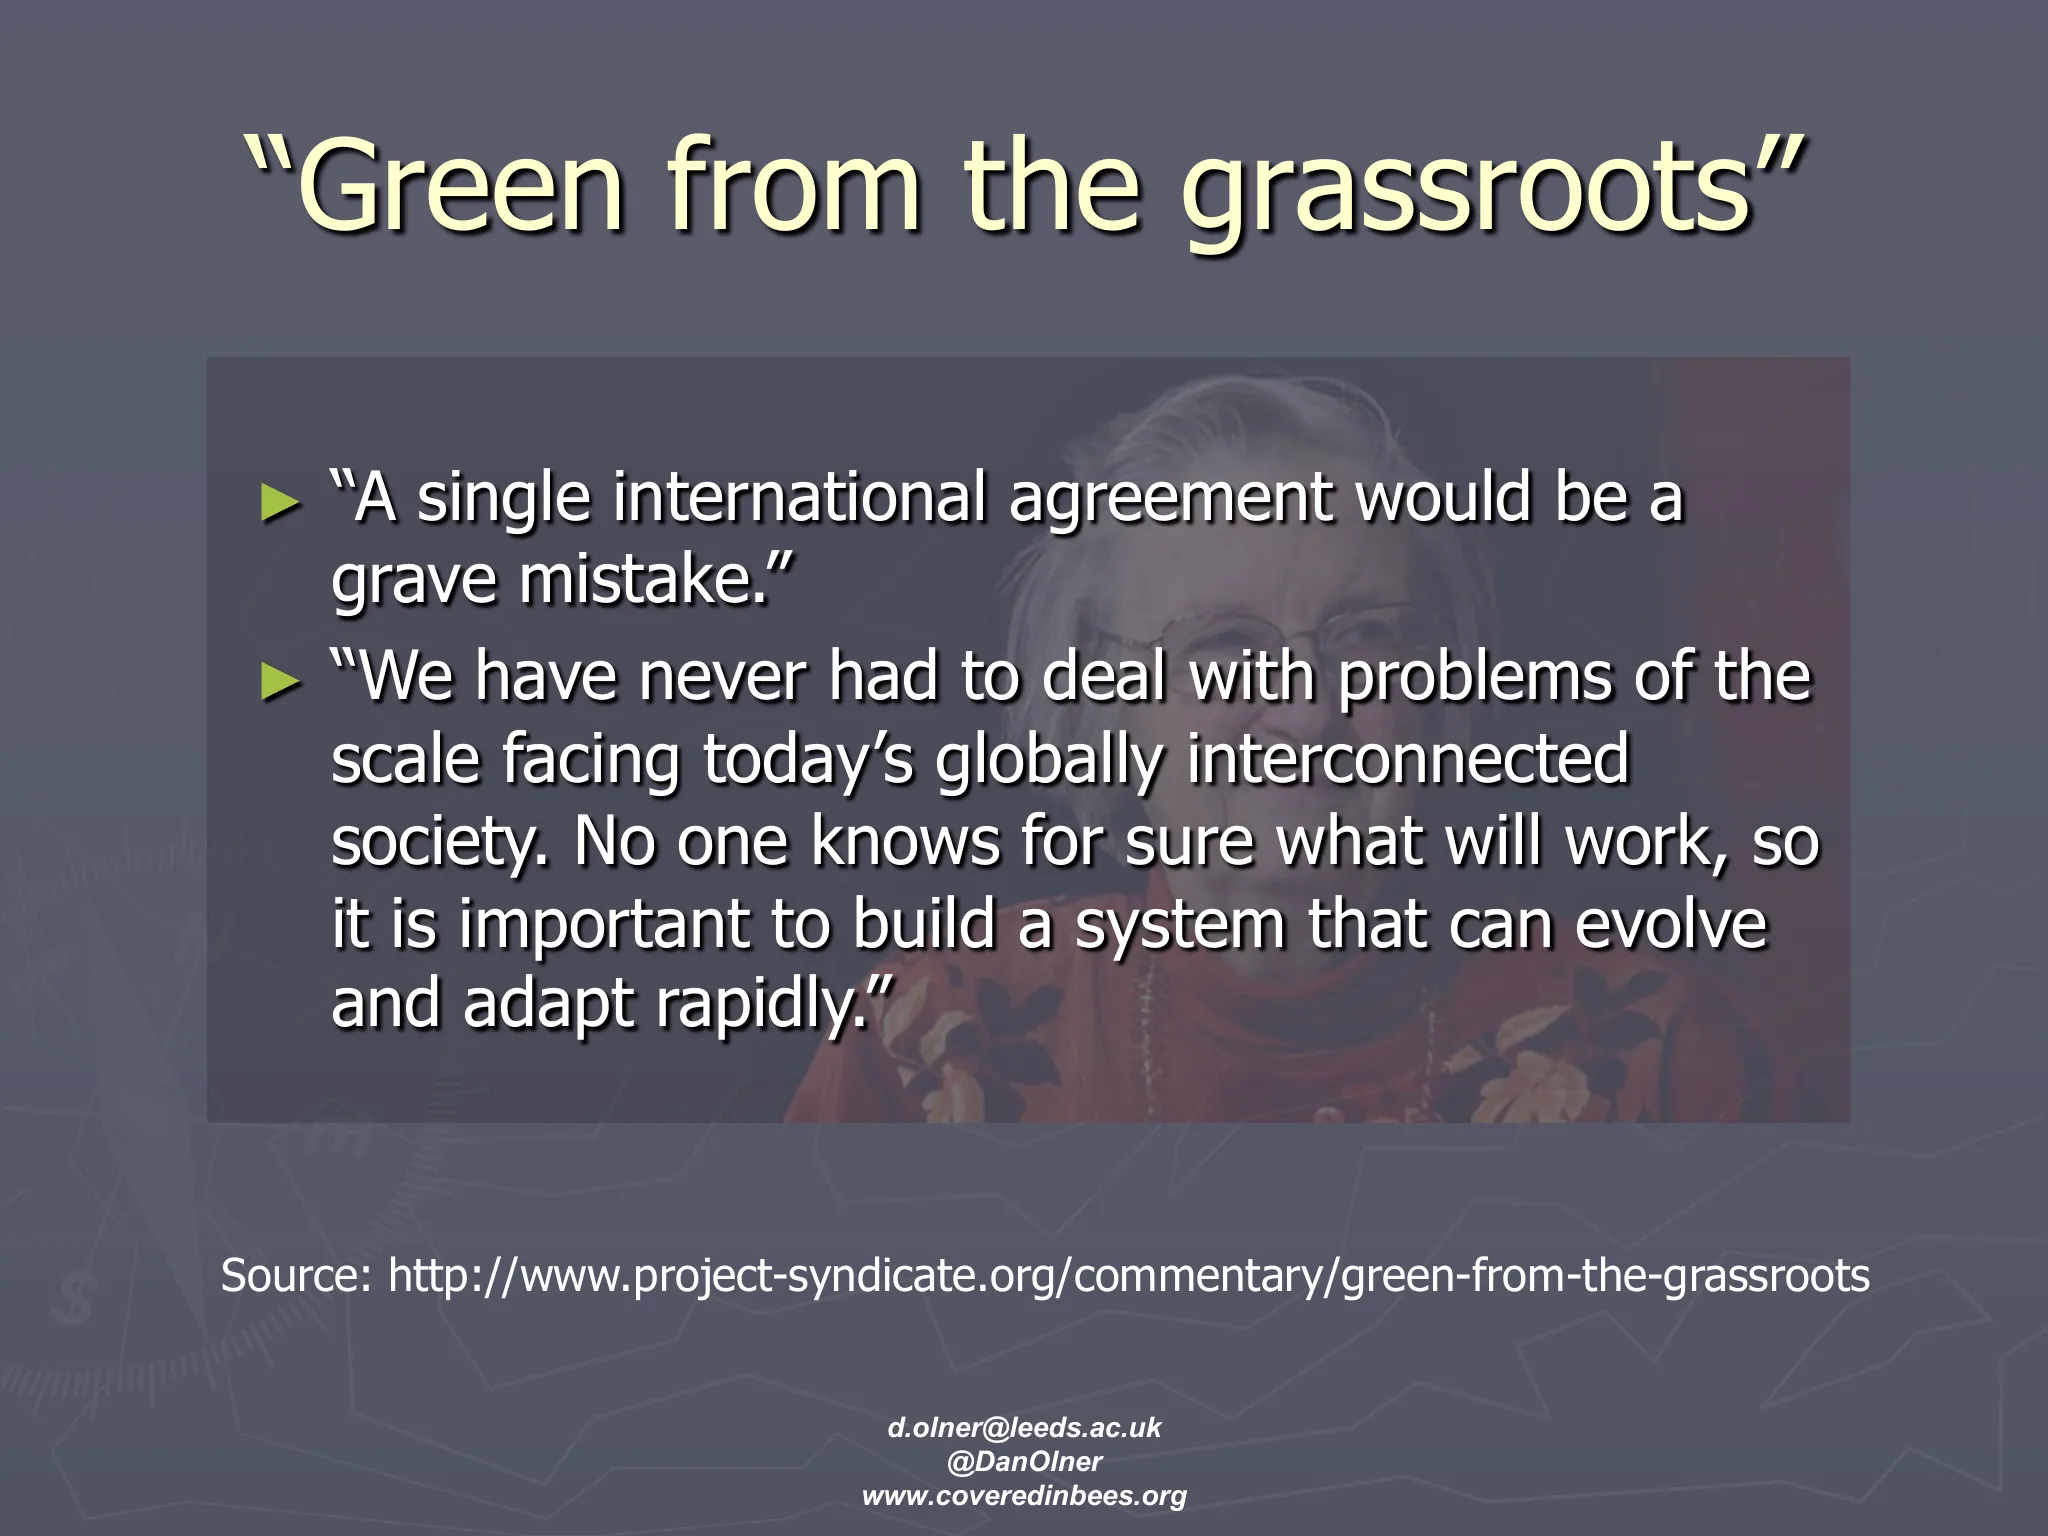 “Green from the grassroots”
► “A single international agreement would be a
grave mistake.”
► “We have never had to deal with problems of the
scale facing today’s globally interconnected
society. No one knows for sure what will work, so
it is important to build a system that can evolve
and adapt rapidly.”
E
S
Source: http://www.project-syndicate.org/commentary/green-from-the-grassroots
d.olner@leeds.ac.uk
@DanOlner
www.coveredinbees.org